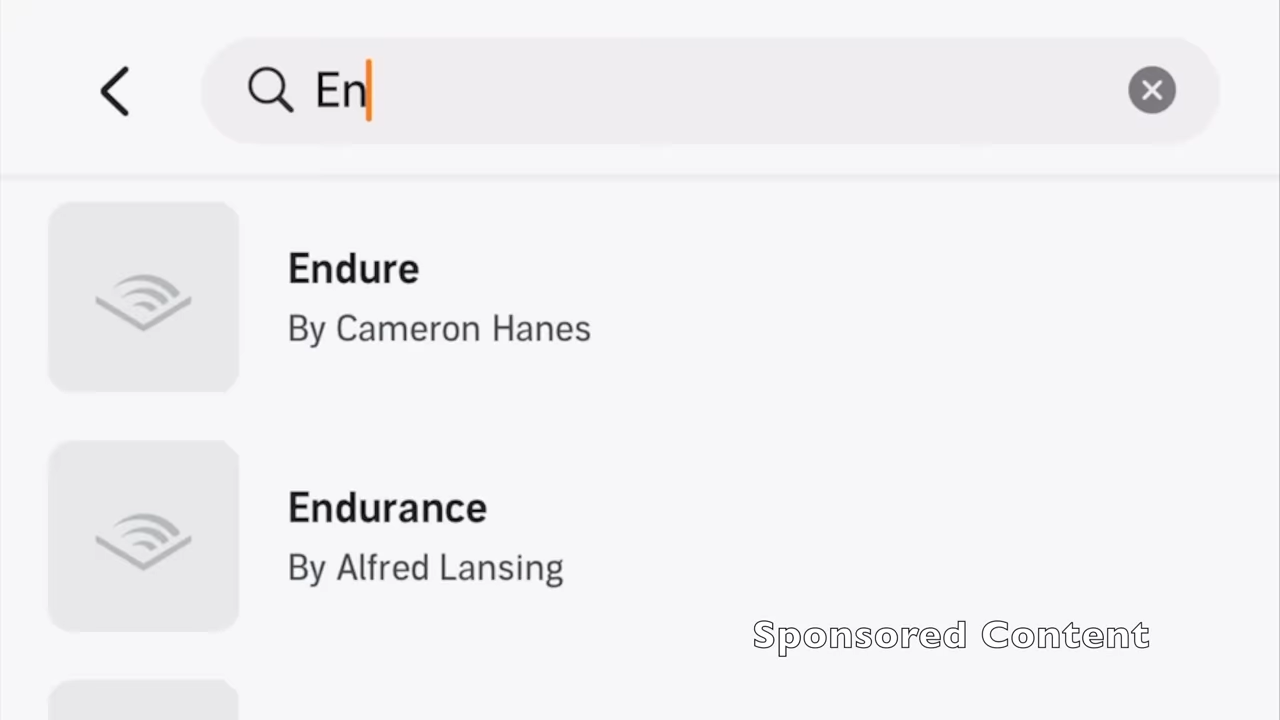 En
Endure
By Cameron Hanes
Endurance
By Alfred Lansing
Sponsored Content